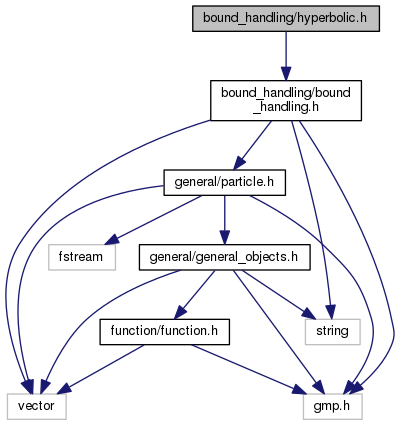 bound_handling/hyperbolic.h
bound_handling/bound
_handling.h
general/particle.h
fstream
general/general_objects.h
function/function.h
string
vector
gmp.h